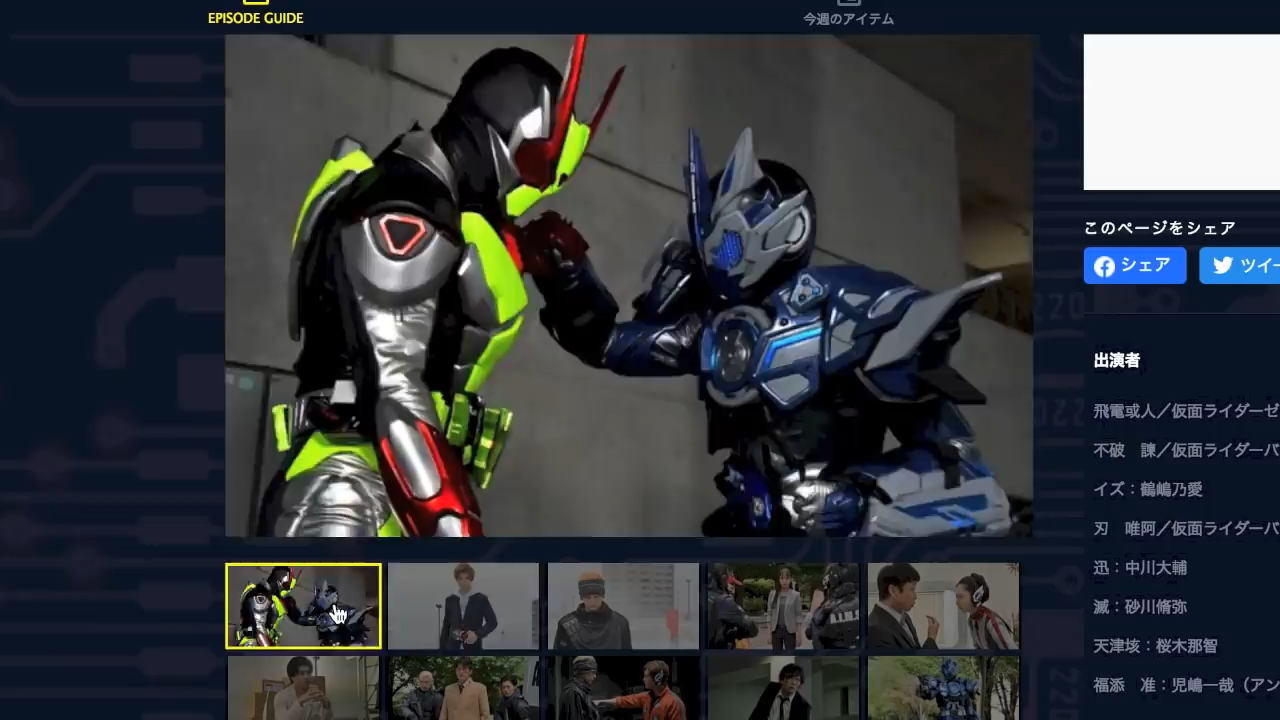 EPISODE GUIDE
今週のアイテム
このページをシェア
シェア
ツイー
出演者
飛電或人／仮面ライダーゼ
不破　諫／仮面ライダーバ
イズ：鶴嶋乃愛
刃　唯阿／仮面ライダーバ
迅：中川大輔
滅：砂川脩弥
天津垓：桜木那智
福添　准：児嶋一哉（アン